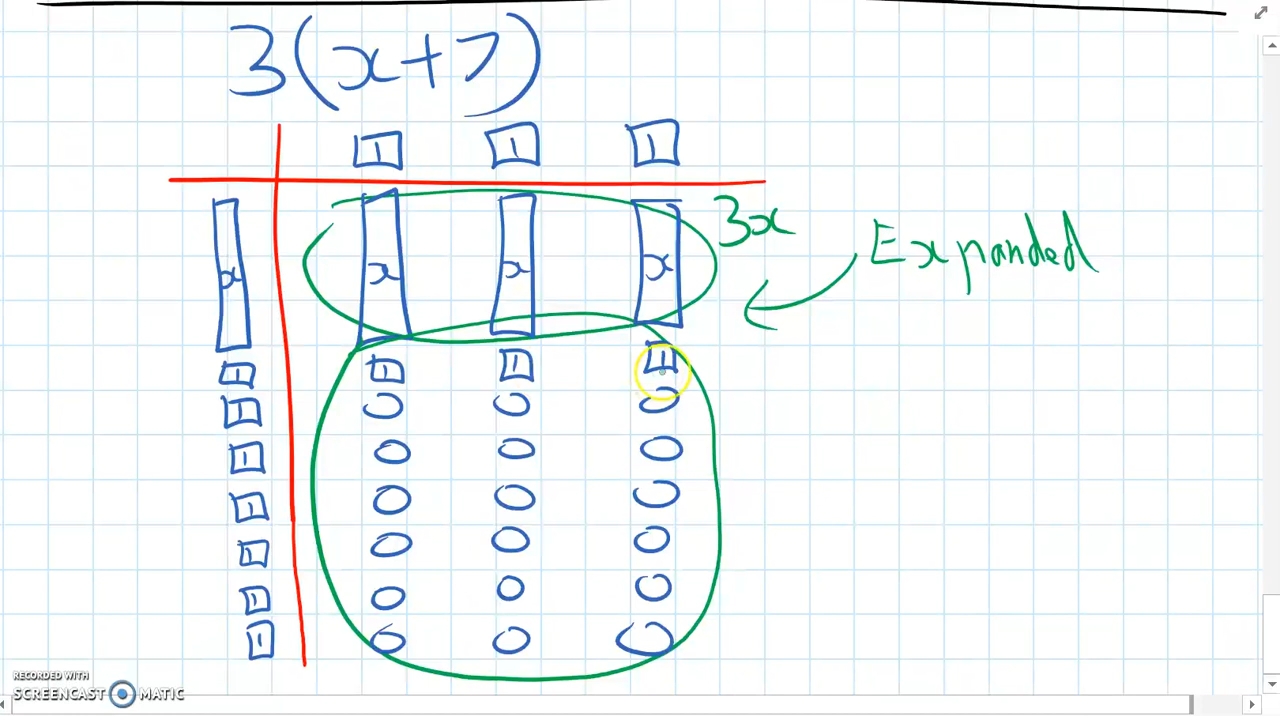 3(x+7)
1 1 1
x x x x 3x
Expanded
1 1 1 1
1
1
1
1
1
1
RECORDED WITH
SCREENCAST MATIC